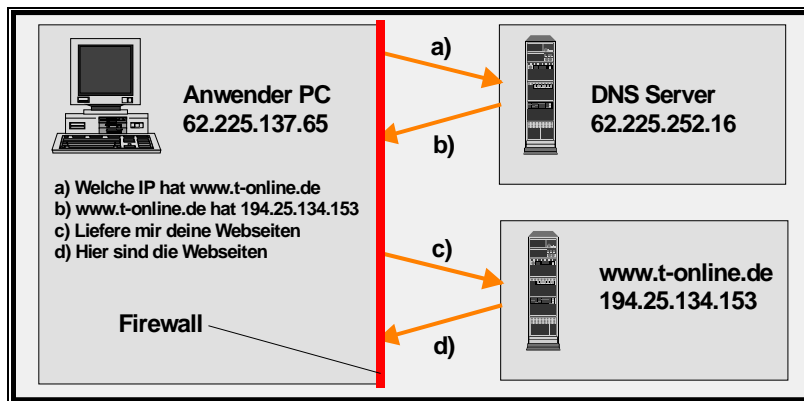 Anwender PC
62.225.137.65
a) Welche IP hat www.t-online.de
b) www.t-online.de hat 194.25.134.153
c) Liefere mir deine Webseiten
d) Hier sind die Webseiten
Firewall
a)
b)
c)
d)
DNS Server
62.225.252.16
www.t-online.de
194.25.134.153